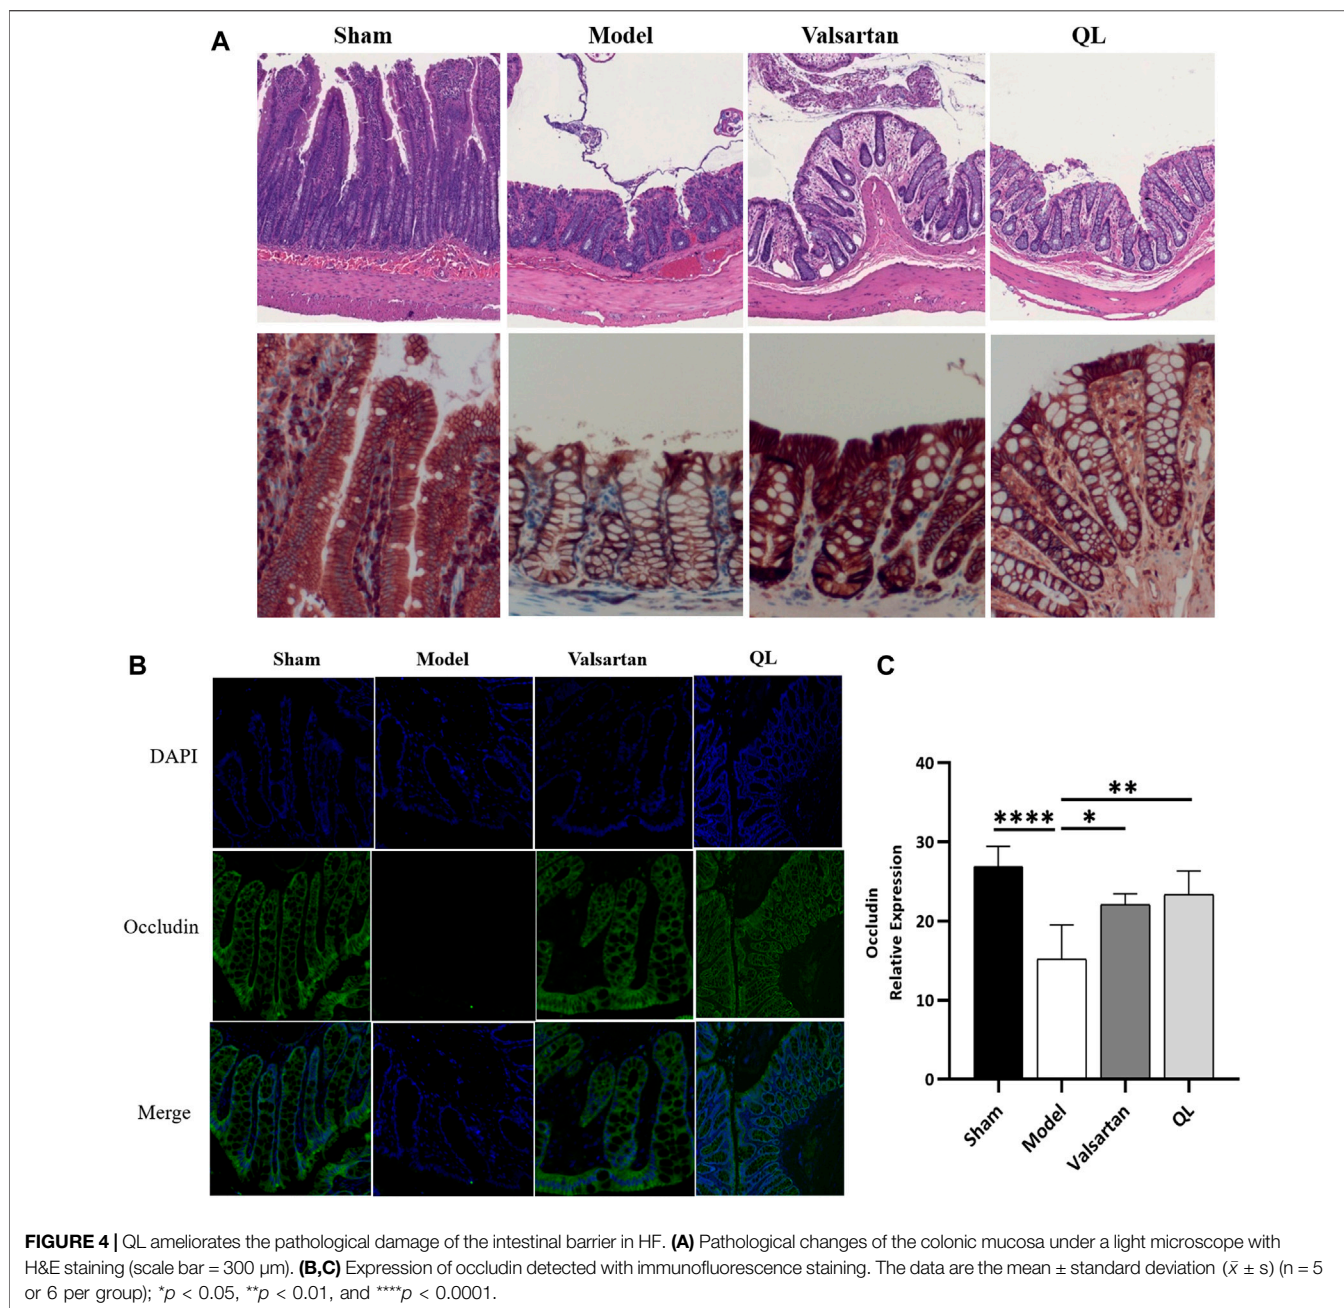 A
Sham Model Valsartan QL
B
Sham Model Valsartan QL
DAPI
Occludin
Merge
C
Occludin
Relative Expression
40
30
20
10
0
**** * **
Sham Model Valsartan QL
FIGURE 4 | QL ameliorates the pathological damage of the intestinal barrier in HF. (A) Pathological changes of the colonic mucosa under a light microscope with
H&E staining (scale bar = 300 µm). (B,C) Expression of occludin detected with immunofluorescence staining. The data are the mean ± standard deviation (x̄ ± s) (n = 5
or 6 per group); *p < 0.05, **p < 0.01, and ****p < 0.0001.